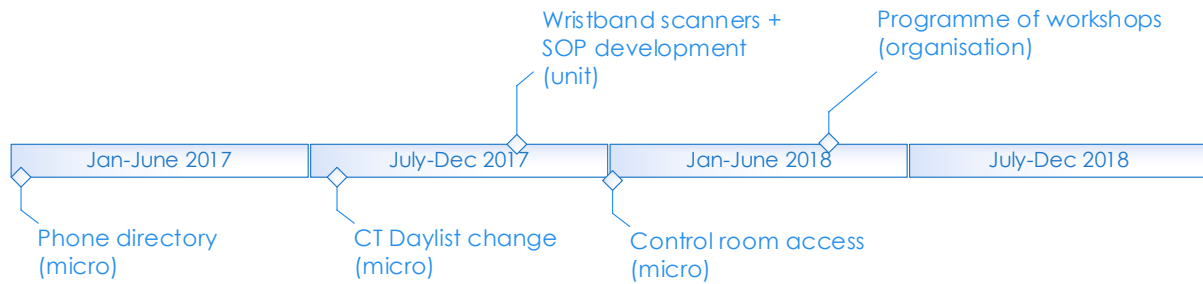 Wristband scanners +
SOP development
(unit)
Programme of workshops
(organisation)
Jan-June 2017
July-Dec 2017
Jan-June 2018
July-Dec 2018
Phone directory
(micro)
CT Daylist change
(micro)
Control room access
(micro)